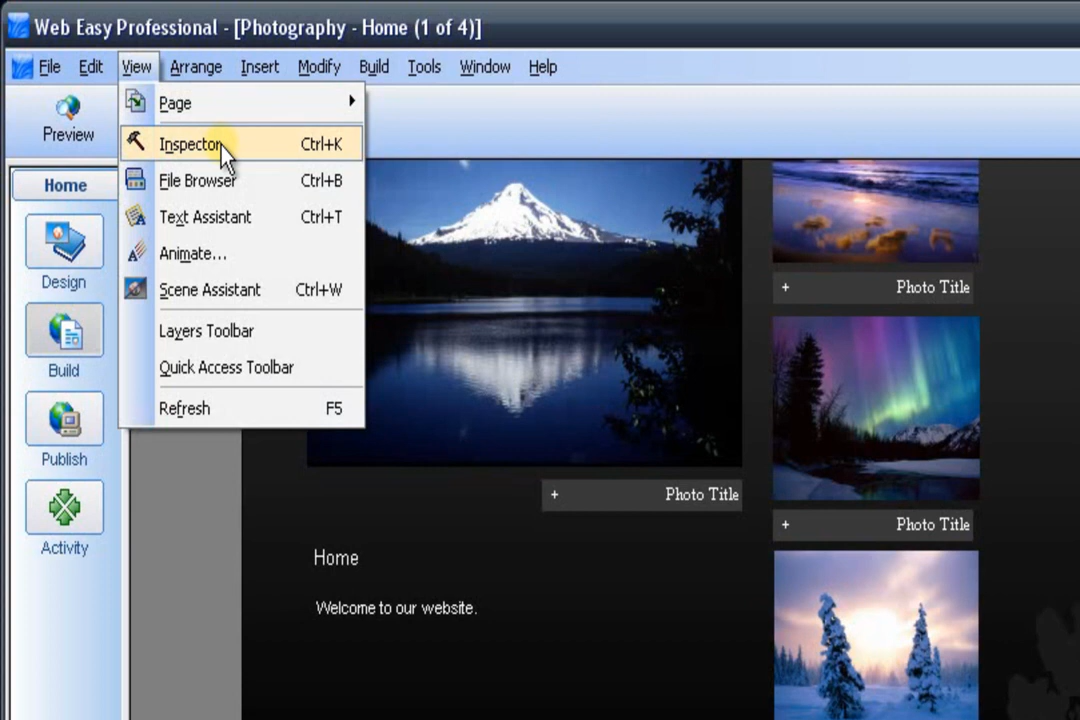 Web Easy Professional - [Photography - Home (1 of 4)]
File Edit View Arrange Insert Modify Build Tools Window Help
Preview
Page
Inspector Ctrl+K
File Browser Ctrl+B
Text Assistant Ctrl+T
Animate...
Scene Assistant Ctrl+W
Layers Toolbar
Quick Access Toolbar
Refresh F5
Home
Design
Build
Publish
Activity
+ Photo Title
+ Photo Title
+ Photo Title
Home
Welcome to our website.